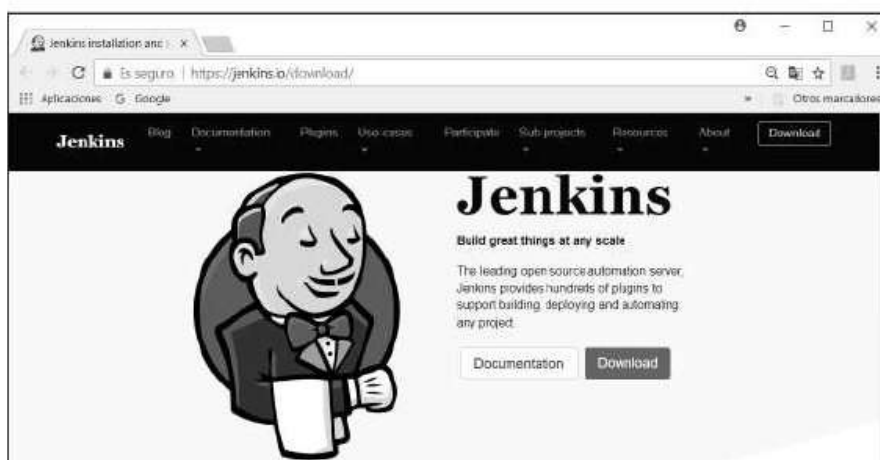 Jenkins installation and
Es seguro | https://jenkins.io/download/
Aplicaciones G Google » Otros marcadores
Jenkins Blog Documentation Plugins Use-cases Participate Sub-projects Resources About Download
Jenkins
Build great things at any scale
The leading open source automation server,
Jenkins provides hundreds of plugins to
support building, deploying and automating
any project.
Documentation Download